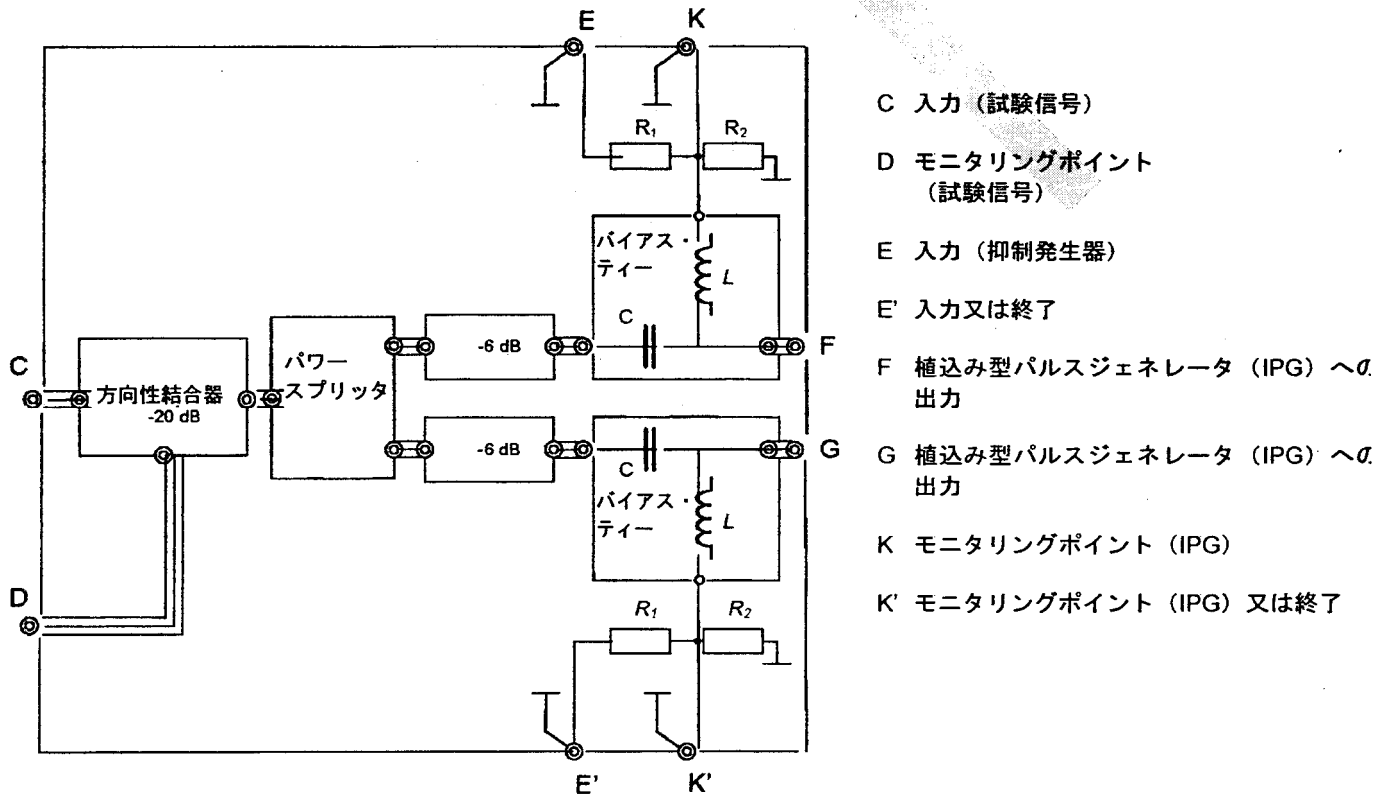 E
K
R₁
R₂
バイアス・
ティー
L
C
パワー
スプリッタ
-6 dB
F
C
方向性結合器
-20 dB
-6 dB
G
C
バイアス・
ティー
L
D
R₁
R₂
E'
K'
C 入力（試験信号）
D モニタリングポイント
（試験信号）
E 入力（抑制発生器）
E' 入力又は終了
F 植込み型パルスジェネレータ（IPG）への
出力
G 植込み型パルスジェネレータ（IPG）への
出力
K モニタリングポイント（IPG）
K' モニタリングポイント（IPG）又は終了